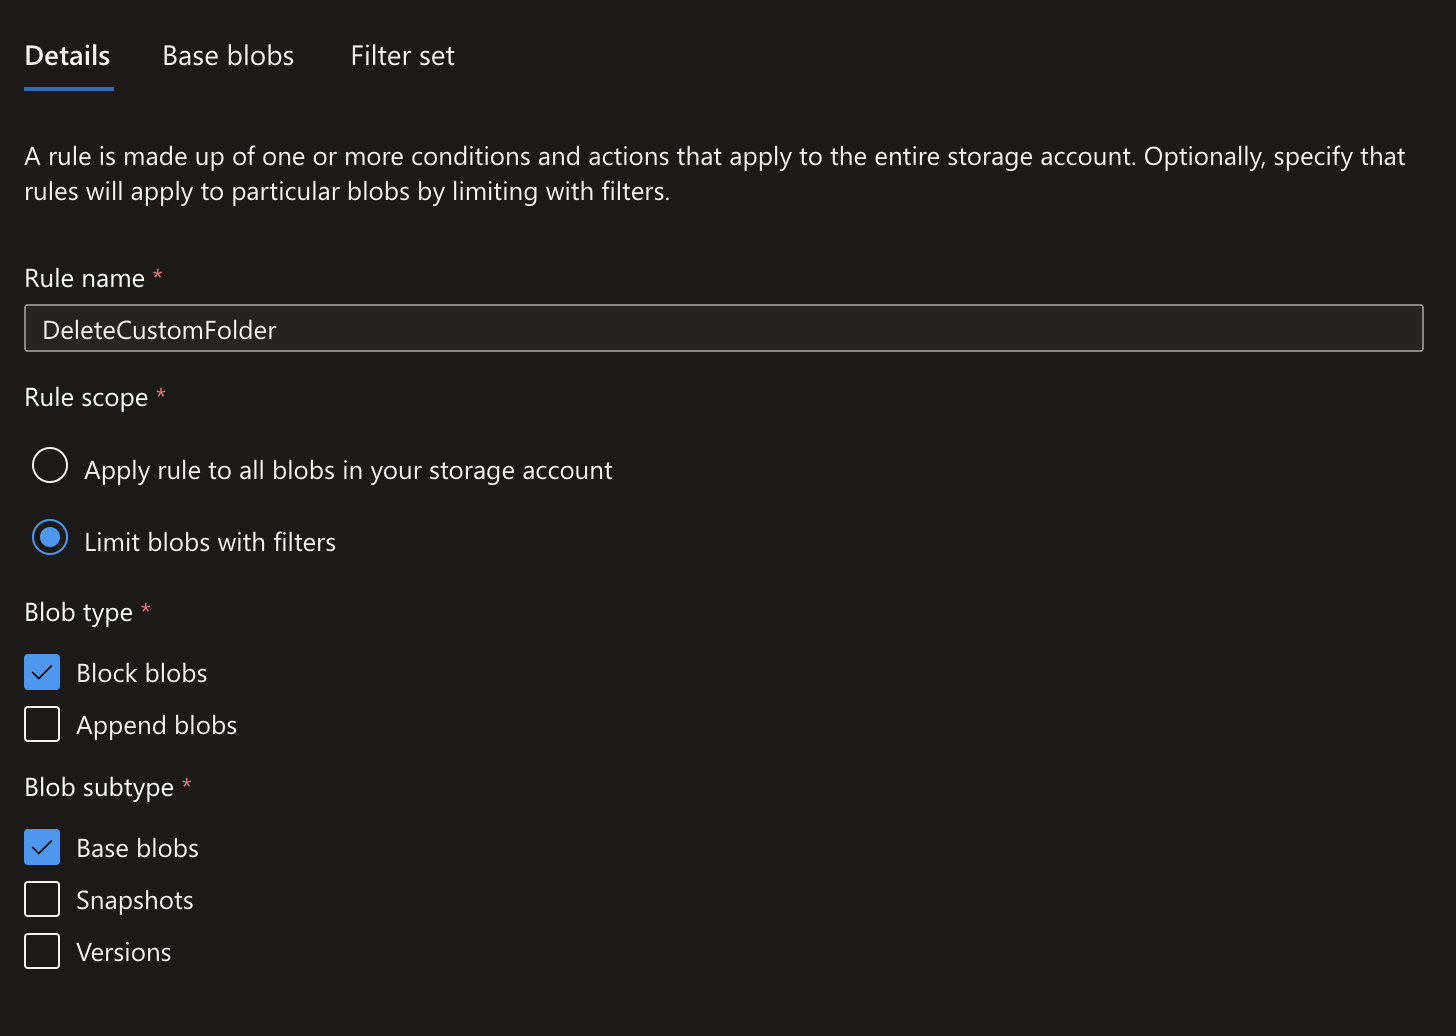 Details Base blobs Filter set
A rule is made up of one or more conditions and actions that apply to the entire storage account. Optionally, specify that
rules will apply to particular blobs by limiting with filters.
Rule name *
DeleteCustomFolder
Rule scope *
Apply rule to all blobs in your storage account
Limit blobs with filters
Blob type *
Block blobs
Append blobs
Blob subtype *
Base blobs
Snapshots
Versions